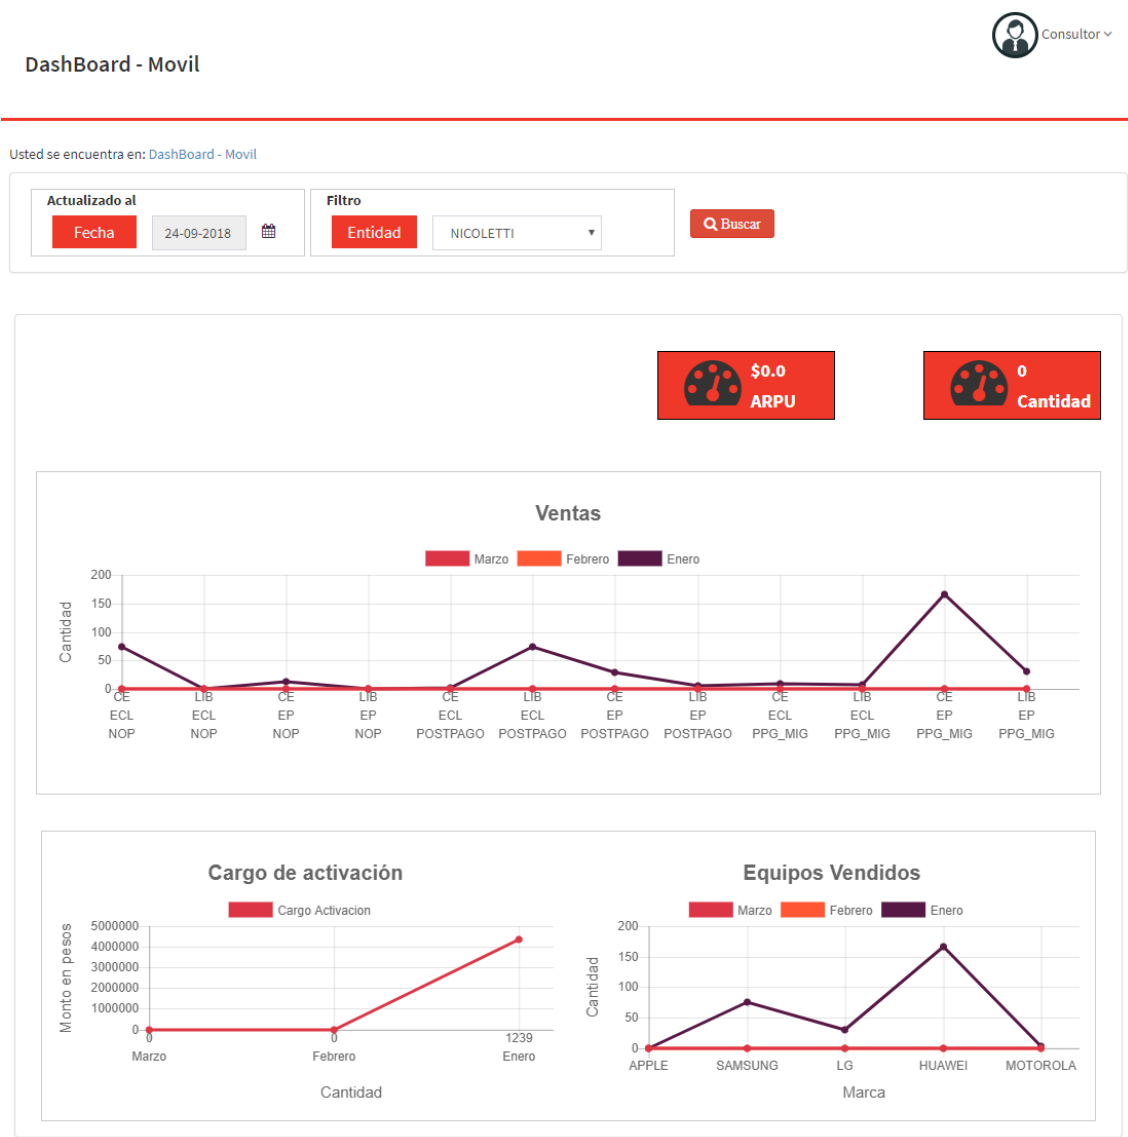 Consultor
DashBoard - Movil
Usted se encuentra en: DashBoard - Movil
Actualizado al
Fecha 24-09-2018
Filtro
Entidad NICOLETTI
Buscar
$0.0
ARPU
0
Cantidad
Ventas
Marzo Febrero Enero
Cantidad
200
150
100
50
0
CE LIB CE LIB CE LIB CE LIB CE LIB CE LIB
ECL ECL EP EP ECL ECL EP EP ECL ECL EP EP
NOP NOP NOP NOP POSTPAGO POSTPAGO POSTPAGO POSTPAGO PPG_MIG PPG_MIG PPG_MIG PPG_MIG
Cargo de activación
Cargo Activacion
Monto en pesos
5000000
4000000
3000000
2000000
1000000
0
0 0 1239
Marzo Febrero Enero
Cantidad
Equipos Vendidos
Marzo Febrero Enero
Cantidad
200
150
100
50
0
APPLE SAMSUNG LG HUAWEI MOTOROLA
Marca